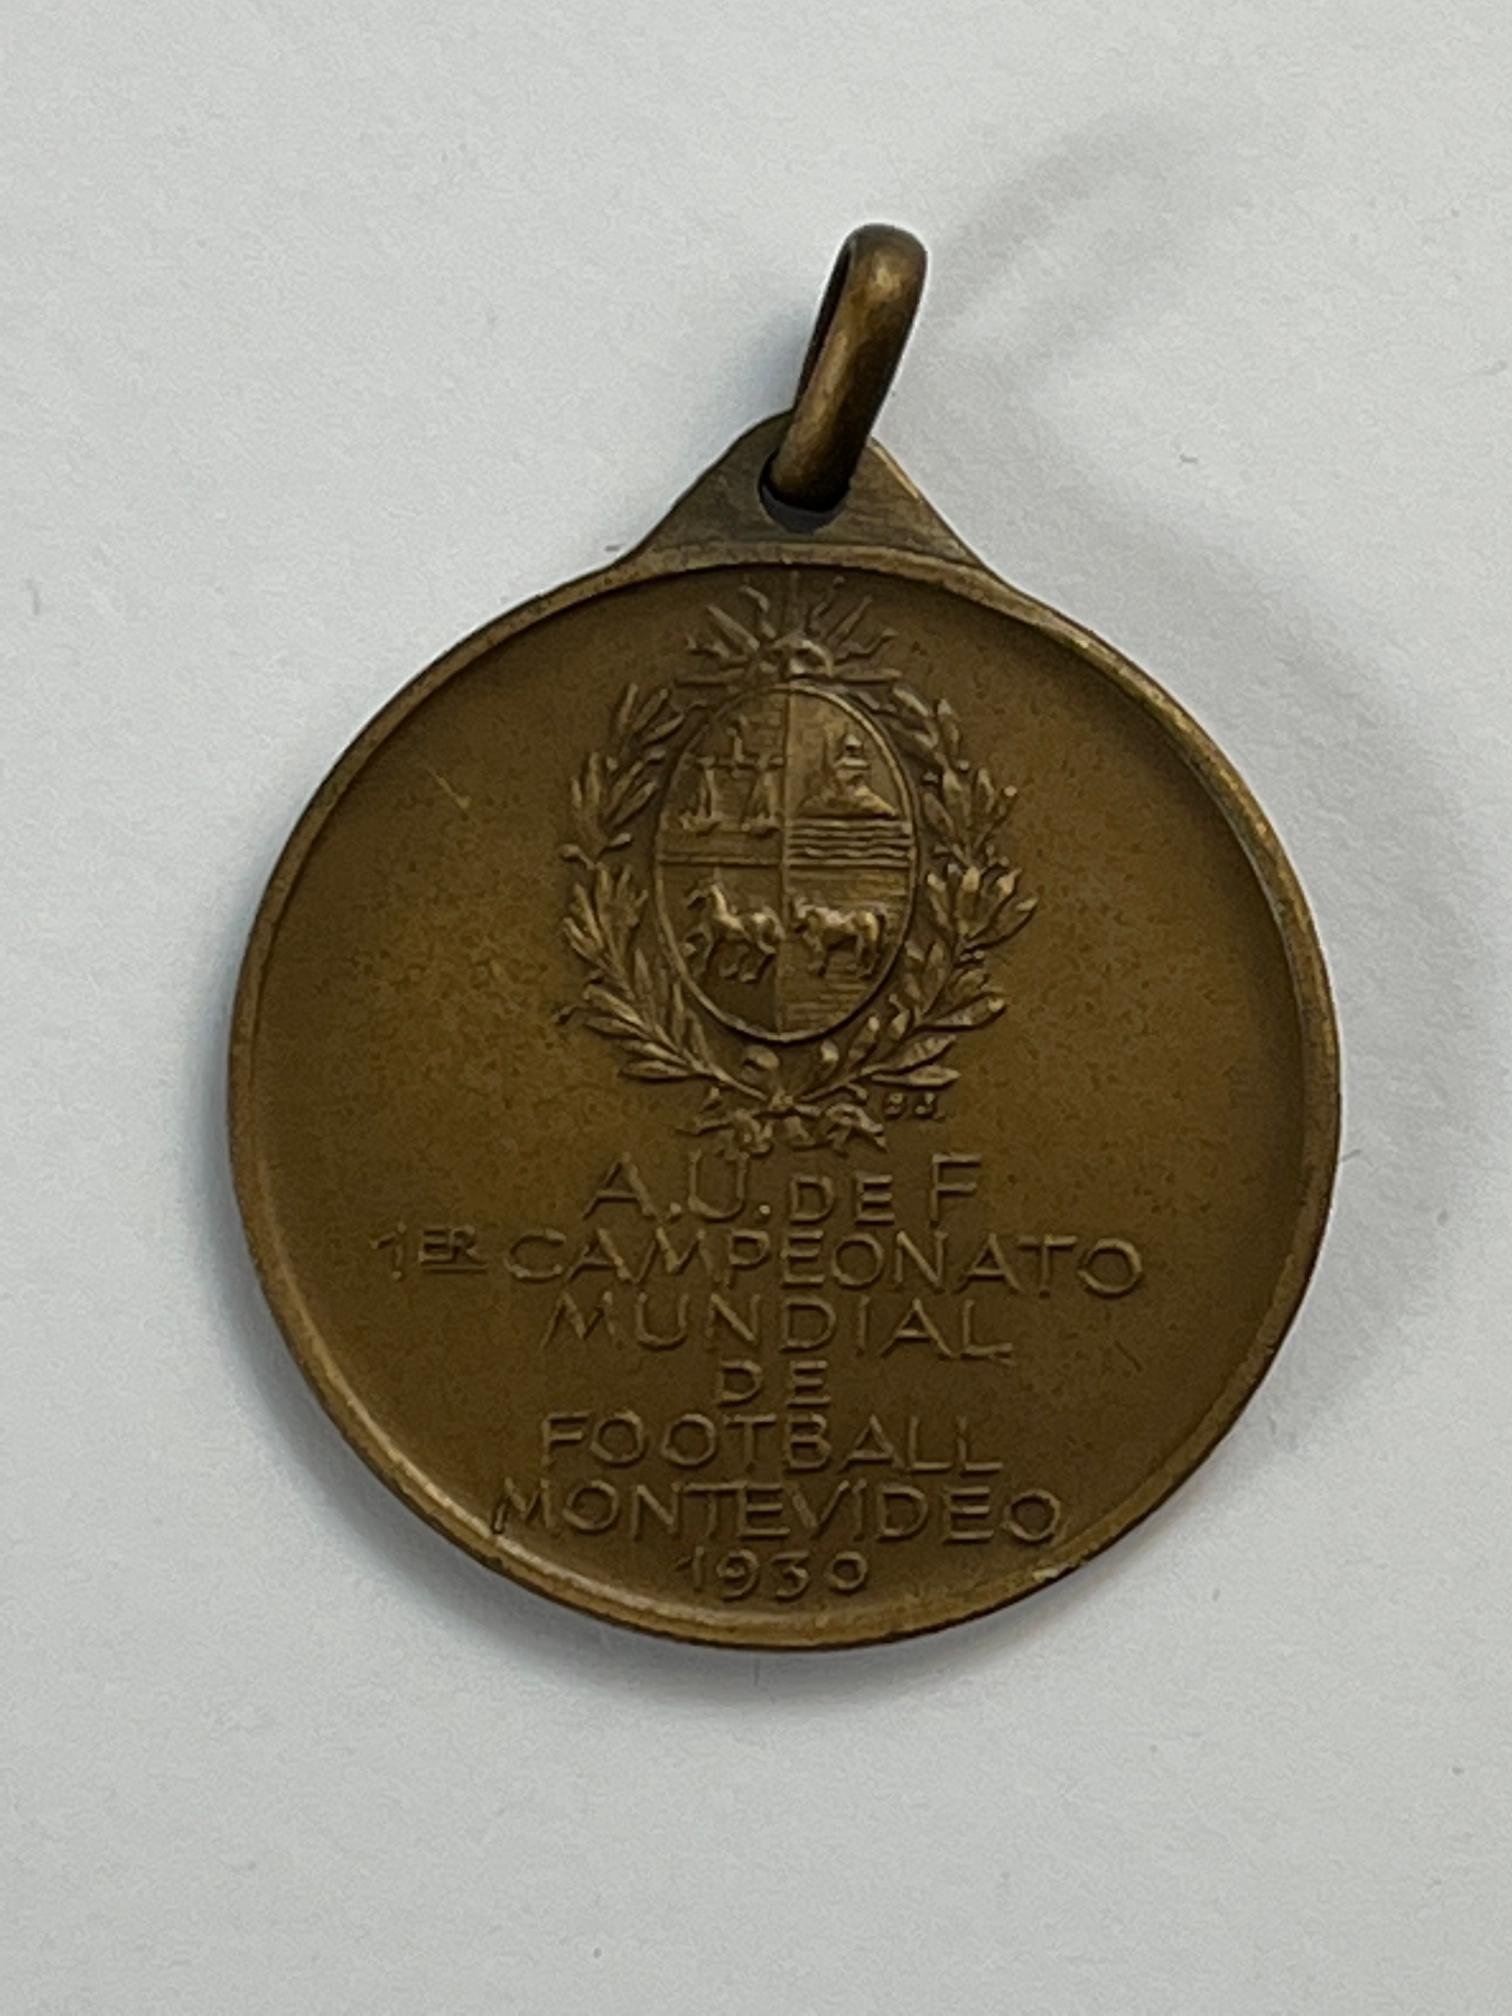 A.U. DE F
1ER CAMPEONATO
MUNDIAL
DE
FOOTBALL
MONTEVIDEO
1930